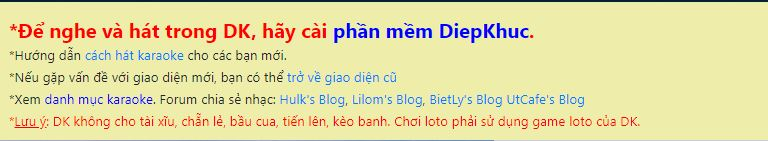 *Để nghe và hát trong DK, hãy cài phần mềm DiepKhuc.
*Hướng dẫn cách hát karaoke cho các bạn mới.
*Nếu gặp vấn đề với giao diện mới, bạn có thể trở về giao diện cũ
*Xem danh mục karaoke. Forum chia sẻ nhạc: Hulk's Blog, Lilom's Blog, BietLy's Blog UtCafe's Blog
*Lưu ý: DK không cho tài xĩu, chẵn lẻ, bầu cua, tiến lên, kèo banh. Chơi loto phải sử dụng game loto của DK.